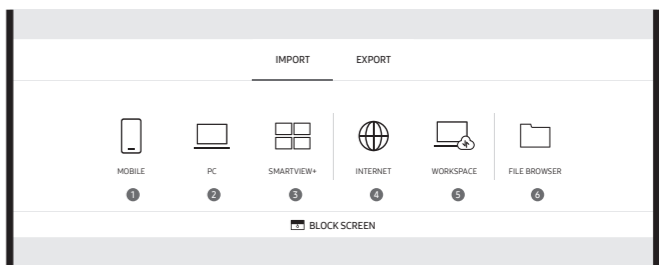 IMPORT EXPORT
MOBILE PC SMARTVIEW+ INTERNET WORKSPACE FILE BROWSER
1 2 3 4 5 6
BLOCK SCREEN